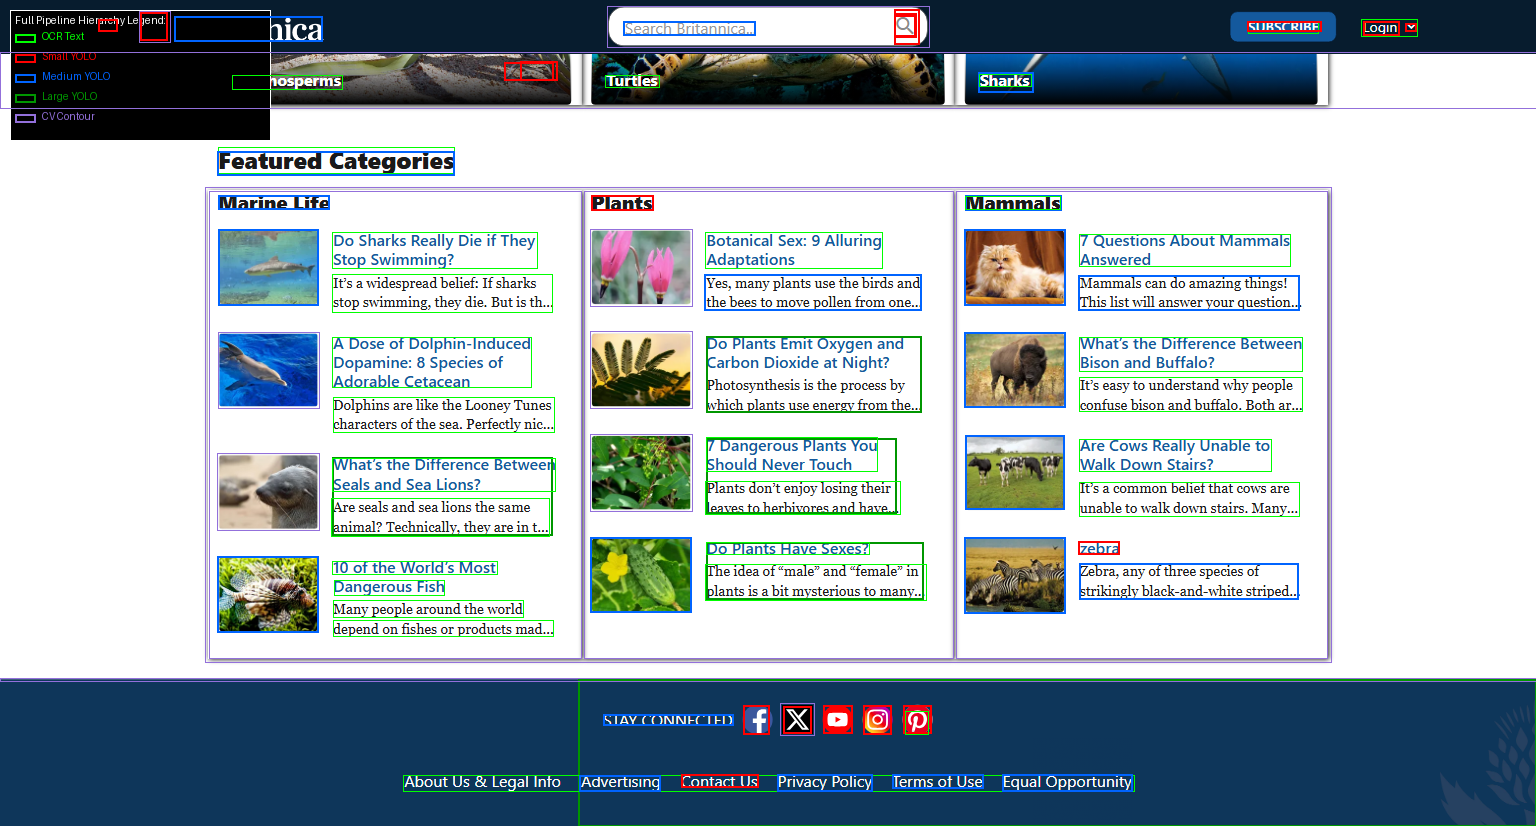 Full Pipeline Hierarchy Legend:
OCR Text
Small YOLO
Medium YOLO
Large YOLO
CV Contour
Search Britannica..
SUBSCRIBE
Login
Turtles
Sharks
Featured Categories
Marine Life
Do Sharks Really Die if They
Stop Swimming?
It's a widespread belief: If sharks
stop swimming, they die. But is th...
A Dose of Dolphin-Induced
Dopamine: 8 Species of
Adorable Cetacean
Dolphins are like the Looney Tunes
characters of the sea. Perfectly nic...
What's the Difference Between
Seals and Sea Lions?
Are seals and sea lions the same
animal? Technically, they are in t...
10 of the World's Most
Dangerous Fish
Many people around the world
depend on fishes or products mad...
Plants
Botanical Sex: 9 Alluring
Adaptations
Yes, many plants use the birds and
the bees to move pollen from one...
Do Plants Emit Oxygen and
Carbon Dioxide at Night?
Photosynthesis is the process by
which plants use energy from the...
7 Dangerous Plants You
Should Never Touch
Plants don't enjoy losing their
leaves to herbivores and have...
Do Plants Have Sexes?
The idea of “male” and “female” in
plants is a bit mysterious to many...
Mammals
7 Questions About Mammals
Answered
Mammals can do amazing things!
This list will answer your question...
What's the Difference Between
Bison and Buffalo?
It's easy to understand why people
confuse bison and buffalo. Both ar...
Are Cows Really Unable to
Walk Down Stairs?
It's a common belief that cows are
unable to walk down stairs. Many...
zebra
Zebra, any of three species of
strikingly black-and-white striped...
STAY CONNECTED
About Us & Legal Info Advertising Contact Us Privacy Policy Terms of Use Equal Opportunity